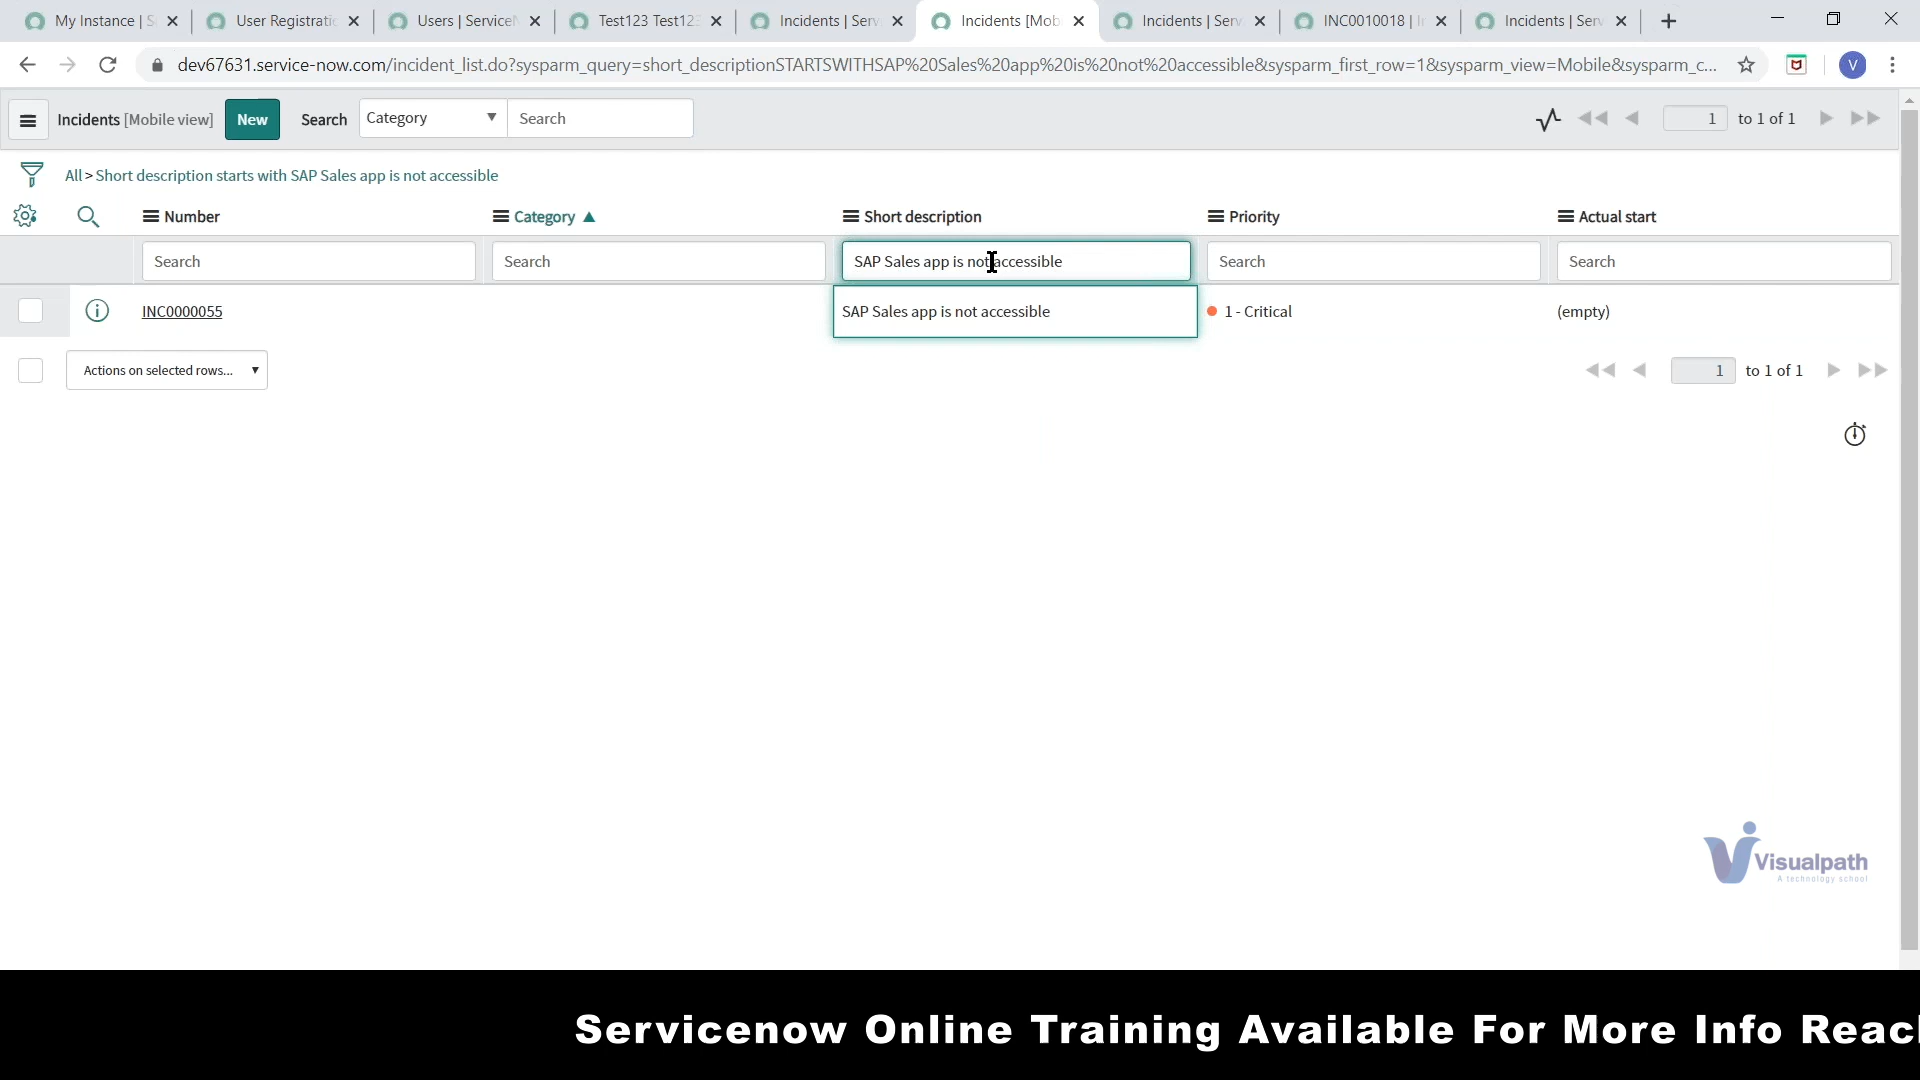 My Instance | S
User Registratio
Users | ServiceN
Test123 Test123
Incidents | Serv
Incidents [Mob
Incidents | Serv
INC0010018 | I
Incidents | Serv
dev67631.service-now.com/incident_list.do?sysparm_query=short_descriptionSTARTSWITHSAP%20Sales%20app%20is%20not%20accessible&sysparm_first_row=1&sysparm_view=Mobile&sysparm_c...
V
Incidents [Mobile view] New Search Category Search 1 to 1 of 1
All > Short description starts with SAP Sales app is not accessible
Number Category Short description Priority Actual start
Search Search SAP Sales app is not accessible Search Search
INC0000055 SAP Sales app is not accessible 1 - Critical (empty)
Actions on selected rows... 1 to 1 of 1
Visualpath
A technology school
Servicenow Online Training Available For More Info Reac